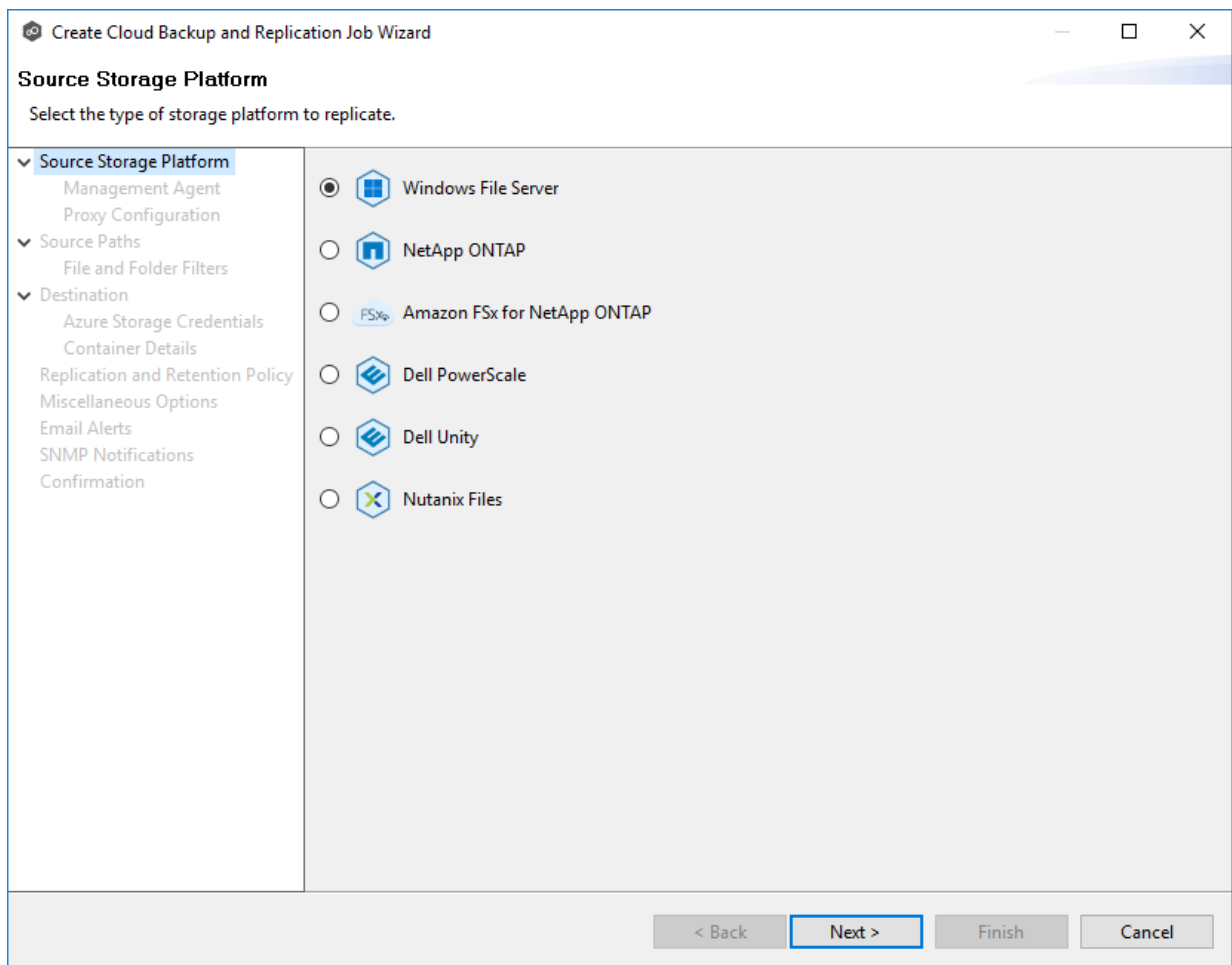 Create Cloud Backup and Replication Job Wizard
Source Storage Platform
Select the type of storage platform to replicate.
Source Storage Platform
Management Agent
Proxy Configuration
Source Paths
File and Folder Filters
Destination
Azure Storage Credentials
Container Details
Replication and Retention Policy
Miscellaneous Options
Email Alerts
SNMP Notifications
Confirmation
Windows File Server
NetApp ONTAP
FSx
Amazon FSx for NetApp ONTAP
Dell PowerScale
Dell Unity
Nutanix Files
< Back
Next >
Finish
Cancel